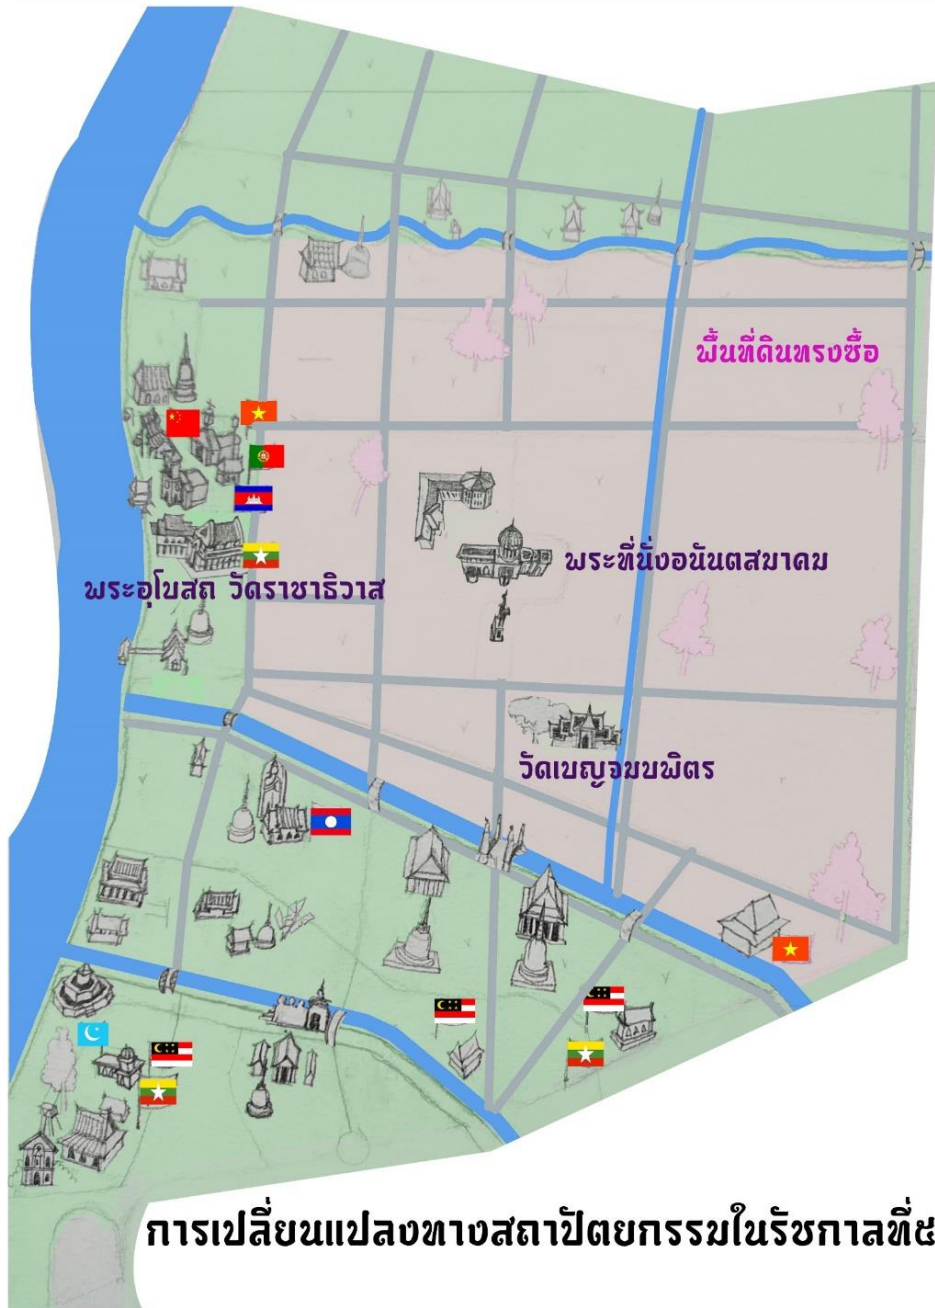 พื้นที่ดินทรงซื้อ
พระที่นั่งอนันตสมาคม
พระอุโบสถ วัดราชาธิวาส
วัดเบญจมบพิตร
การเปลี่ยนแปลงทางสถาปัตยกรรมในรัชกาลที่๕